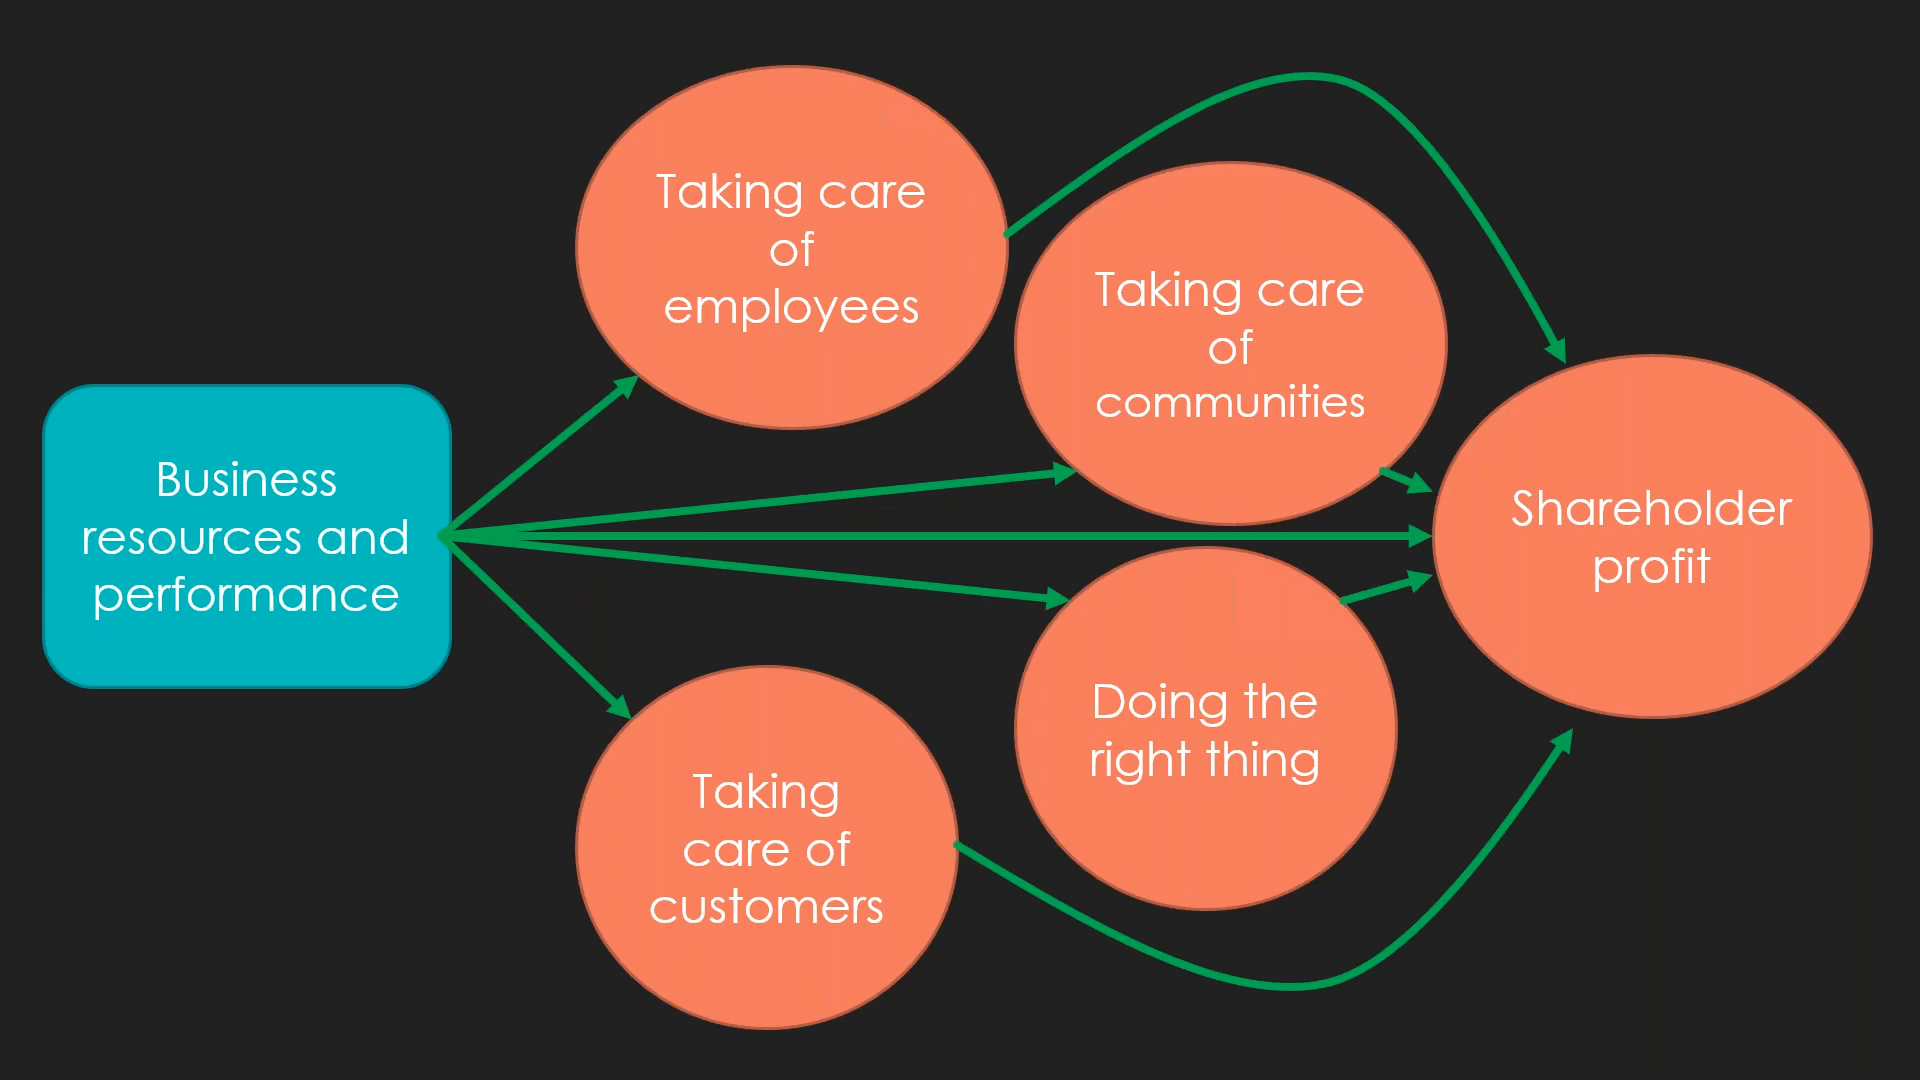 Taking care
of
employees
Taking care
of
communities
Business
resources and
performance
Shareholder
profit
Doing the
right thing
Taking
care of
customers